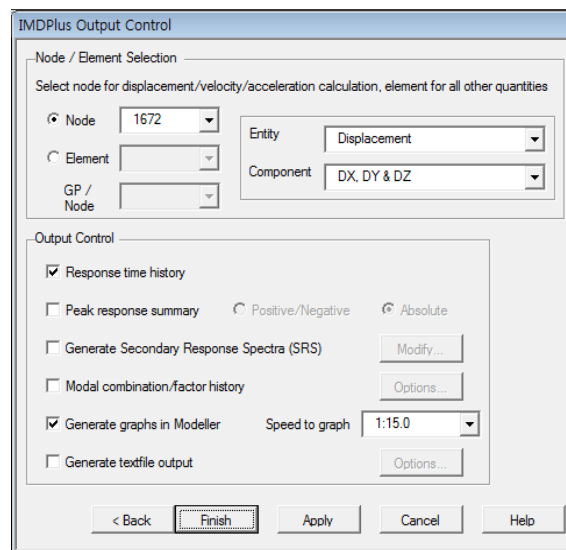 IMDPlus Output Control
Node / Element Selection
Select node for displacement/velocity/acceleration calculation, element for all other quantities
Node 1672
Element
GP / Node
Entity Displacement
Component DX, DY & DZ
Output Control
Response time history
Peak response summary Positive/Negative Absolute
Generate Secondary Response Spectra (SRS) Modify...
Modal combination/factor history Options...
Generate graphs in Modeller Speed to graph 1:15.0
Generate textfile output Options...
< Back Finish Apply Cancel Help